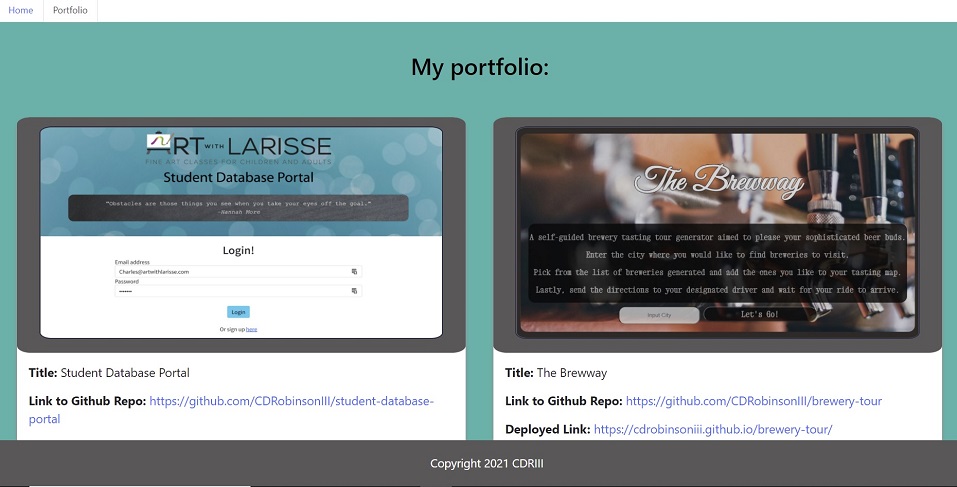 Home Portfolio
My portfolio:
ART WITH LARISSE
FINE ART CLASSES FOR CHILDREN AND ADULTS
Student Database Portal
"Obstacles are those things you see when you take your eyes off the goal."
-Hannah More
Login!
Email address
Charles@artwithlarisse.com
Password
Login
Or sign up here
Title: Student Database Portal
Link to Github Repo: https://github.com/CDRobinsonIII/student-database-
portal
The Brewway
A self-guided brewery tasting tour generator aimed to please your sophisticated beer buds.
Enter the city where you would like to find breweries to visit.
Pick from the list of breweries generated and add the ones you like to your tasting map.
Lastly, send the directions to your designated driver and wait for your ride to arrive.
Input City Let's Go!
Title: The Brewway
Link to Github Repo: https://github.com/CDRobinsonIII/brewery-tour
Deployed Link: https://cdrobinsoniii.github.io/brewery-tour/
Copyright 2021 CDRIII